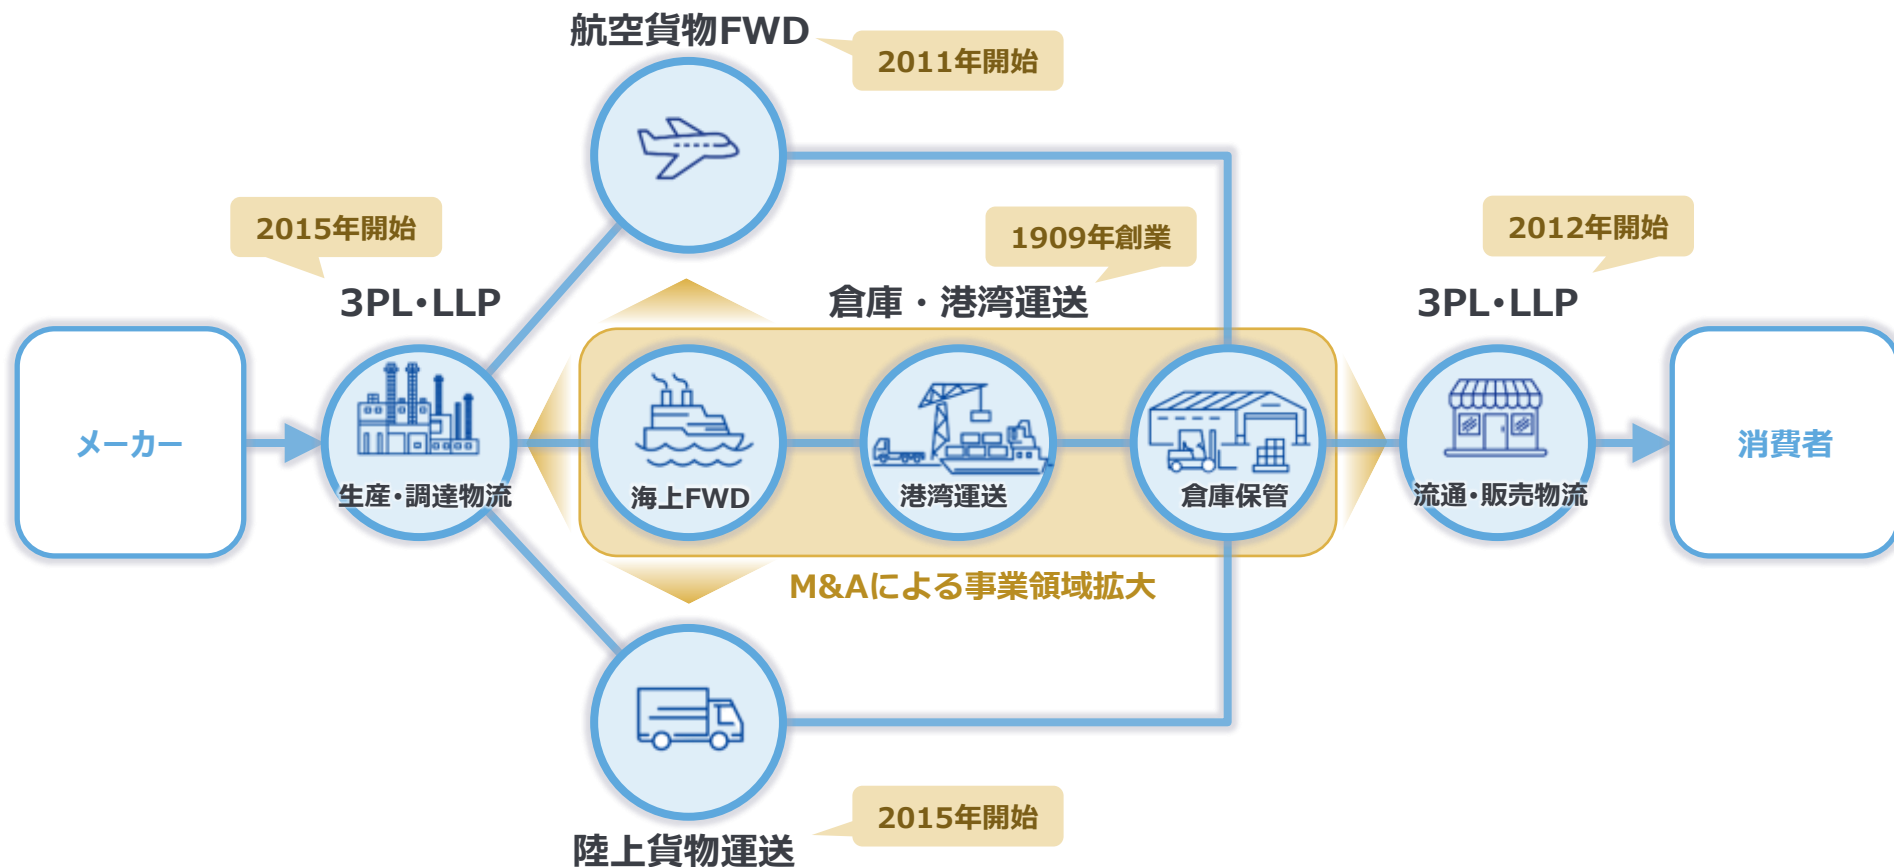 航空貨物FWD
2011年開始
2015年開始
1909年創業
2012年開始
3PL・LLP
倉庫・港湾運送
3PL・LLP
メーカー
生産・調達物流
海上FWD
港湾運送
倉庫保管
流通・販売物流
消費者
M&Aによる事業領域拡大
2015年開始
陸上貨物運送